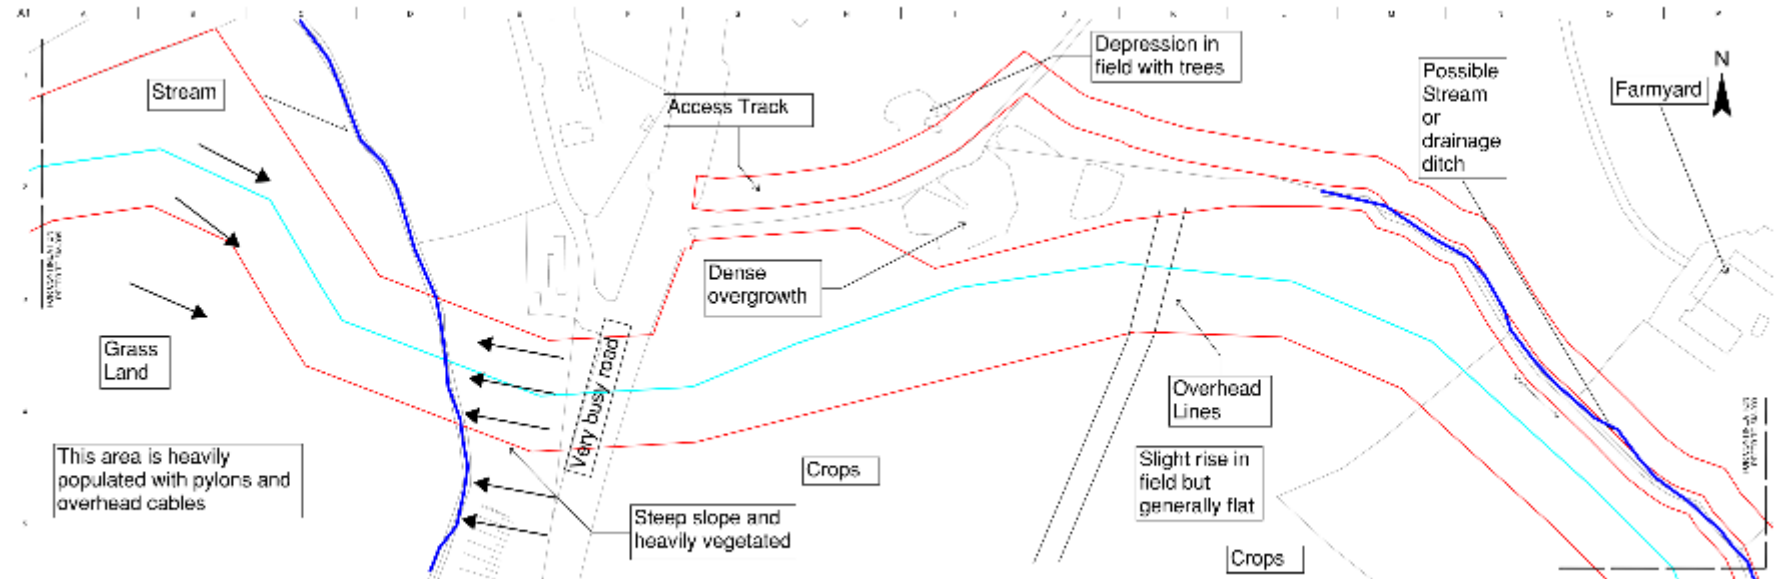 A1
Stream
Access Track
Depression in
field with trees
Possible
Stream
or
drainage
ditch
Farmyard
N
Dense
overgrowth
Very busy road
Grass
Land
Overhead
Lines
This area is heavily
populated with pylons and
overhead cables
Crops
Slight rise in
field but
generally flat
Steep slope and
heavily vegetated
Crops